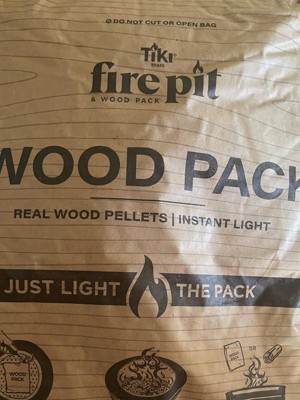 DO NOT CUT OR OPEN BAG
TIKI
BRAND
fire pit
& WOOD PACK
WOOD PACK
REAL WOOD PELLETS | INSTANT LIGHT
JUST LIGHT THE PACK
WOOD
PACK